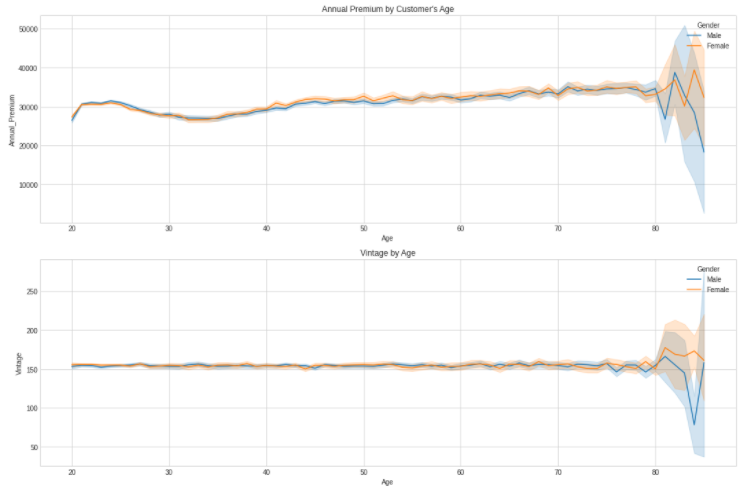 Annual Premium by Customer's Age
Gender
Male
Female
50000
40000
30000
20000
10000
Annual_Premium
20 30 40 50 60 70 80
Age
Vintage by Age
Gender
Male
Female
250
200
150
100
50
Vintage
20 30 40 50 60 70 80
Age